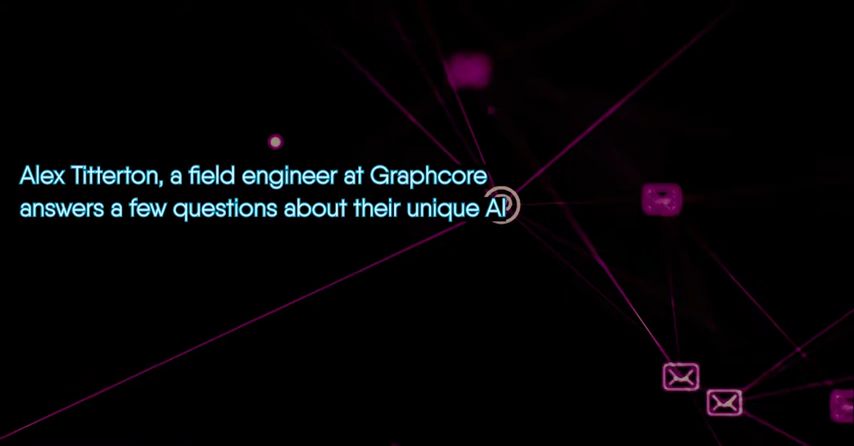 Alex Titterton, a field engineer at Graphcore
answers a few questions about their unique AI